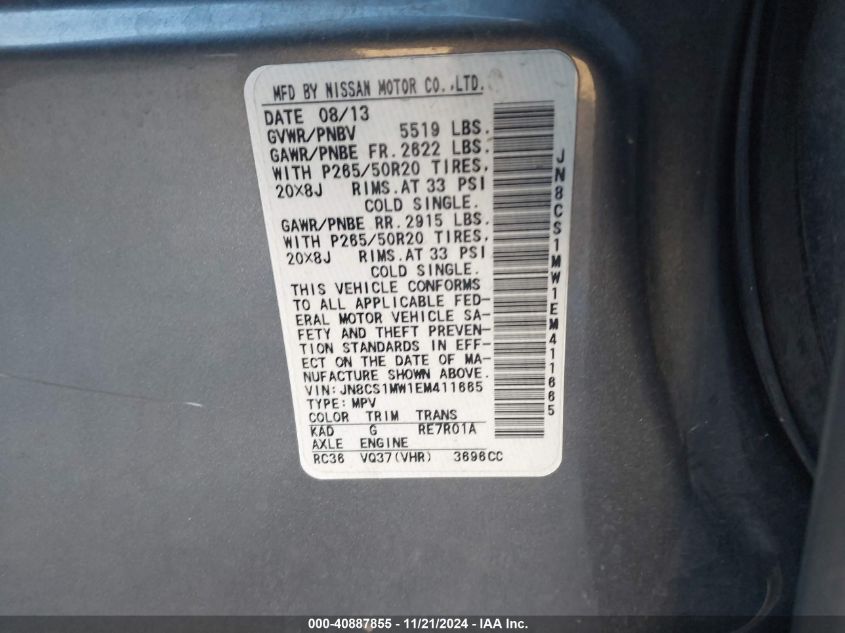 MFD BY NISSAN MOTOR CO.,LTD.
DATE 08/13
GVWR/PNBV 5519 LBS.
GAWR/PNBE FR.2622 LBS.
WITH P265/50R20 TIRES,
20X8J RIMS.AT 33 PSI
COLD SINGLE.
GAWR/PNBE RR.2915 LBS.
WITH P265/50R20 TIRES,
20X8J RIMS.AT 33 PSI
COLD SINGLE.
THIS VEHICLE CONFORMS
TO ALL APPLICABLE FED-
ERAL MOTOR VEHICLE SA-
FETY AND THEFT PREVEN-
TION STANDARDS IN EFF-
ECT ON THE DATE OF MA-
NUFACTURE SHOWN ABOVE.
VIN:JN8CS1MW1EM411665
TYPE:MPV
COLOR TRIM TRANS
KAD G RE7R01A
AXLE ENGINE
RC36 VQ37(VHR) 3696CC
JN8CS1MW1EM411665
000-40887855 - 11/21/2024 - IAA Inc.